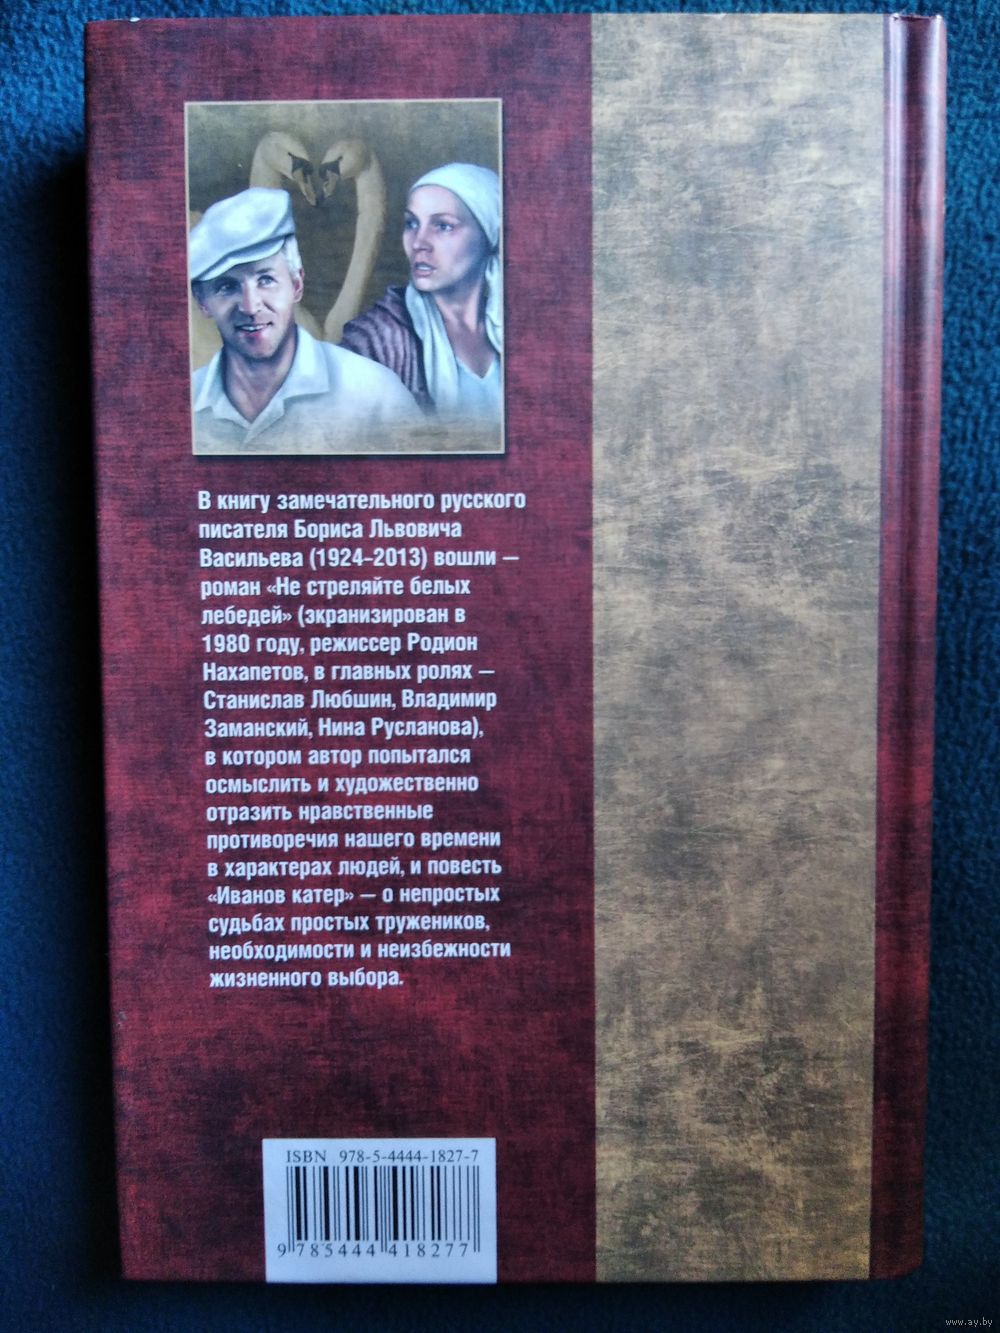 В книгу замечательного русского
писателя Бориса Львовича
Васильева (1924–2013) вошли —
роман «Не стреляйте белых
лебедей» (экранизирован в
1980 году, режиссер Родион
Нахапетов, в главных ролях —
Станислав Любшин, Владимир
Заманский, Нина Русланова),
в котором автор попытался
осмыслить и художественно
отразить нравственные
противоречия нашего времени
в характерах людей, и повесть
«Иванов катер» — о непростых
судьбах простых тружеников,
необходимости и неизбежности
жизненного выбора.
ISBN 978-5-4444-1827-7
9 785444 418277
www.ay.by